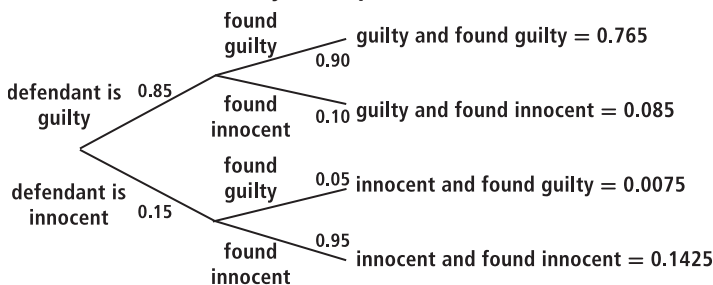 found
guilty
guilty and found guilty = 0.765
0.90
defendant is
guilty
0.85
found
innocent
0.10
guilty and found innocent = 0.085
found
guilty
0.05
innocent and found guilty = 0.0075
defendant is
innocent
0.15
found
innocent
0.95
innocent and found innocent = 0.1425